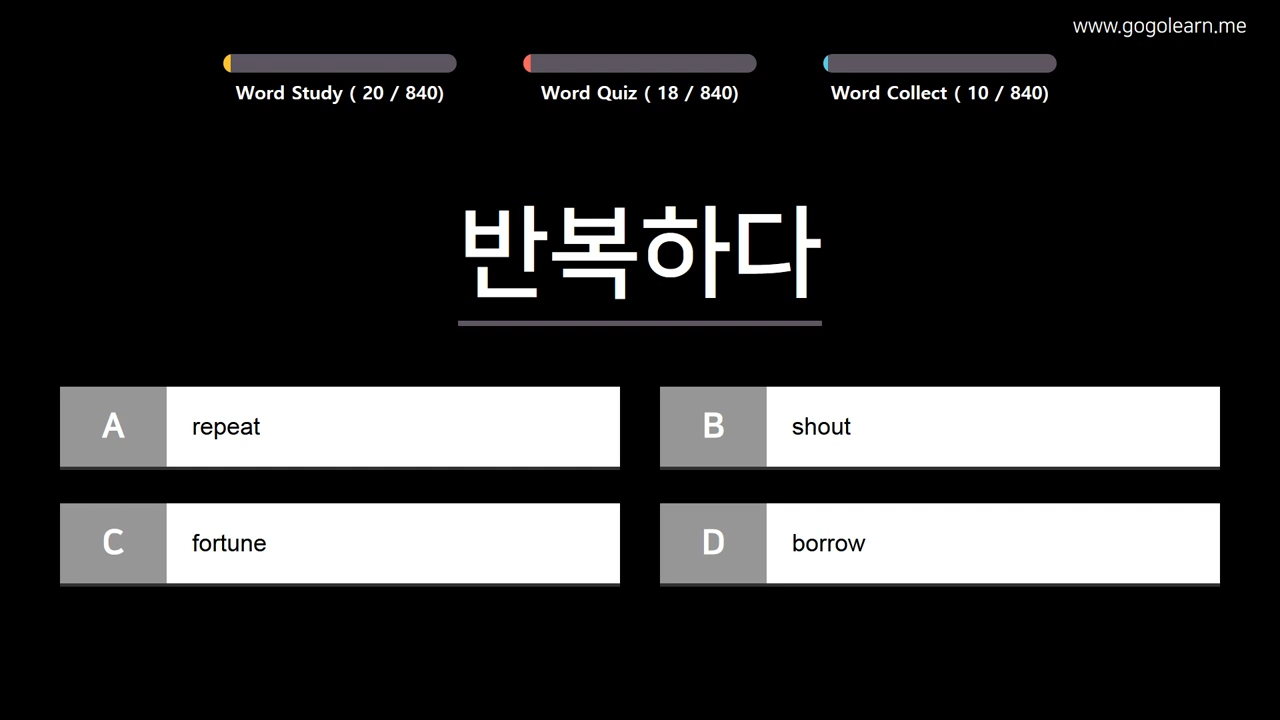 www.gogolearn.me
Word Study ( 20 / 840)
Word Quiz ( 18 / 840)
Word Collect ( 10 / 840)
반복하다
A repeat
B shout
C fortune
D borrow